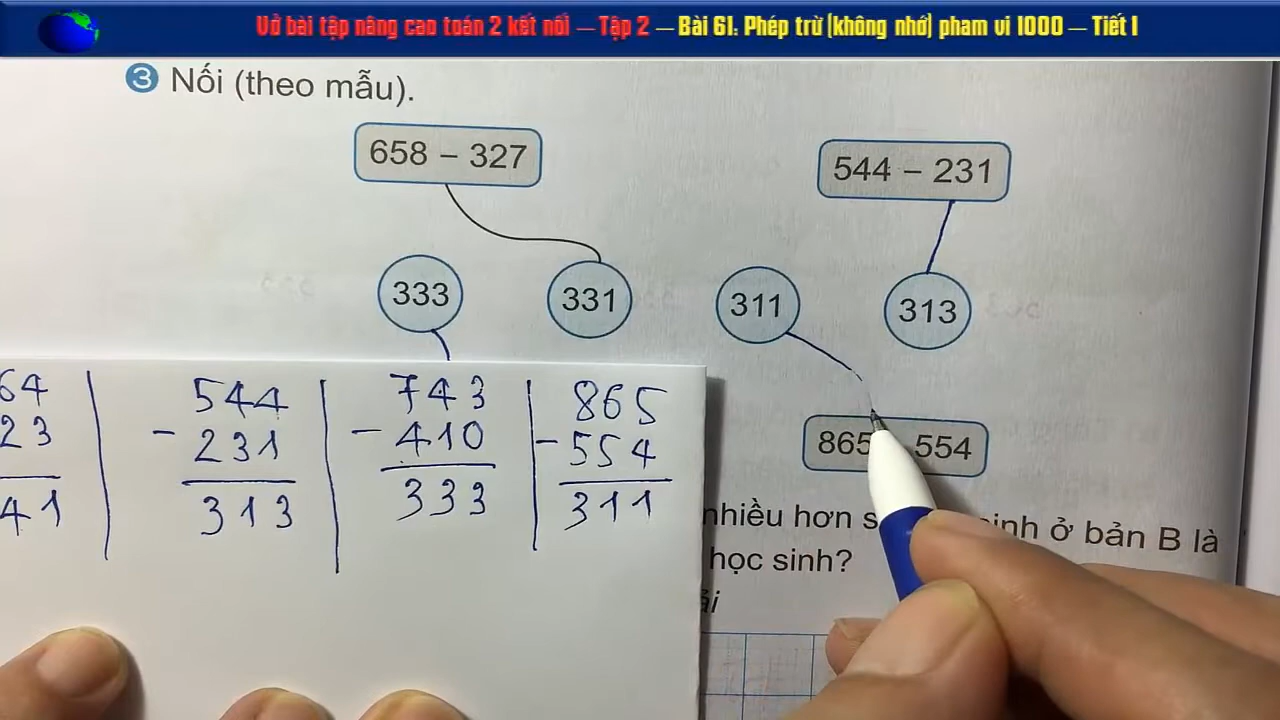 Vở bài tập nâng cao toán 2 kết nối – Tập 2 – Bài 61: Phép trừ (không nhớ) pham vi 1000 – Tiết 1
3 Nối (theo mẫu).
658 – 327
544 – 231
333
331
311
313
64
23
41
544
- 231
313
743
- 410
333
865
- 554
311
865 554
nhiều hơn s inh ở bản B là
học sinh?